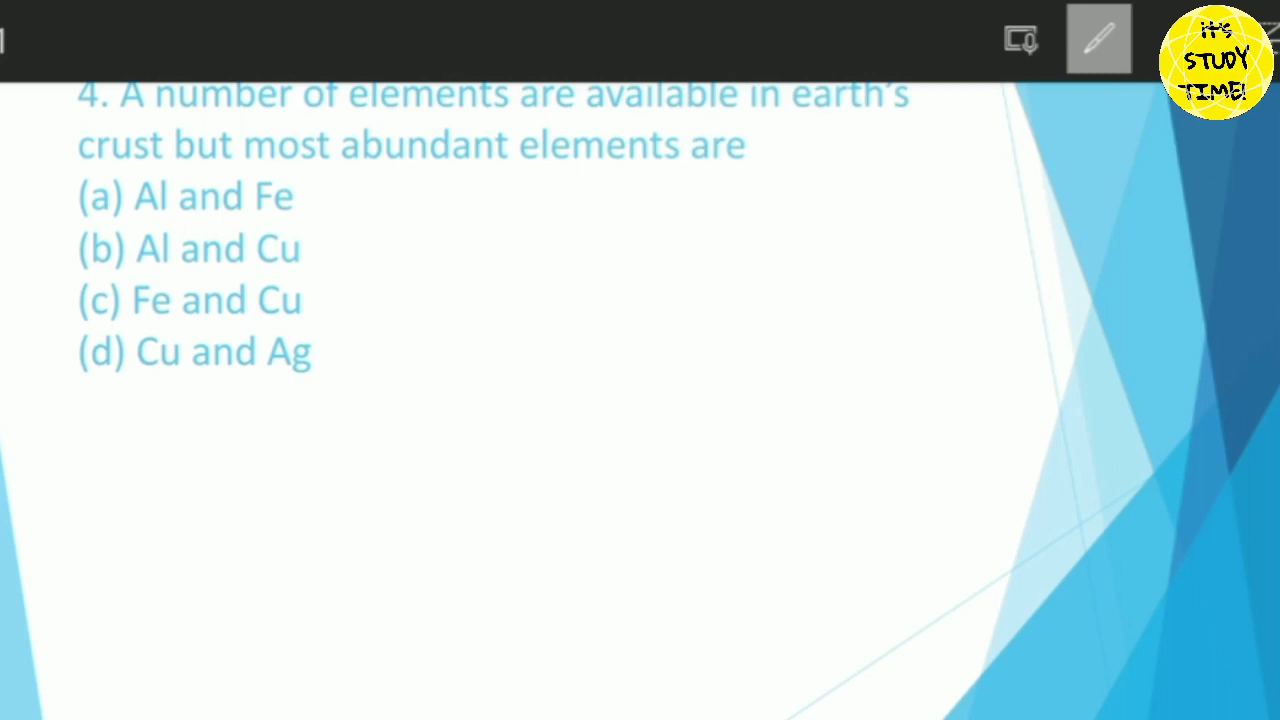 IT'S
STUDY
TIME!
4. A number of elements are available in earth's
crust but most abundant elements are
(a) Al and Fe
(b) Al and Cu
(c) Fe and Cu
(d) Cu and Ag